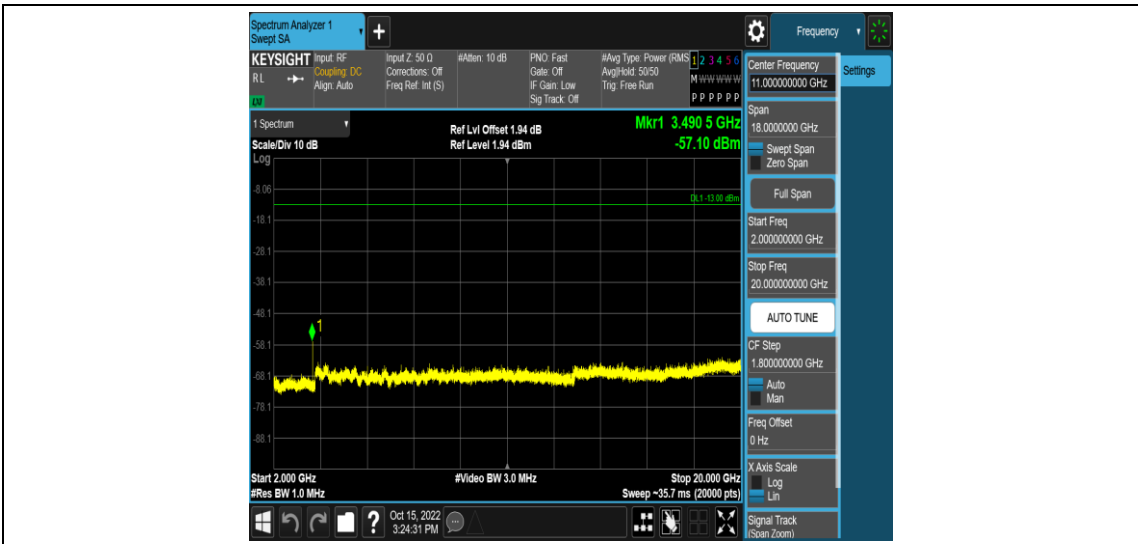 Spectrum Analyzer 1
Swept SA
+
Frequency
KEYSIGHT
RL
LXI
Input: RF
Coupling: DC
Align: Auto
Input Z: 50 Ω
Corrections: Off
Freq Ref: Int (S)
#Atten: 10 dB
PNO: Fast
Gate: Off
IF Gain: Low
Sig Track: Off
#Avg Type: Power (RMS
Avg|Hold: 50/50
Trig: Free Run
1 2 3 4 5 6
M W W W W W
P P P P P P
Center Frequency
11.000000000 GHz
Settings
Span
18.0000000 GHz
Swept Span
Zero Span
Full Span
Start Freq
2.000000000 GHz
Stop Freq
20.000000000 GHz
AUTO TUNE
CF Step
1.800000000 GHz
Auto
Man
Freq Offset
0 Hz
X Axis Scale
Log
Lin
Signal Track
(Span Zoom)
1 Spectrum
Scale/Div 10 dB
Log
Ref Lvl Offset 1.94 dB
Ref Level 1.94 dBm
Mkr1 3.490 5 GHz
-57.10 dBm
DL1 -13.00 dBm
-8.06
-18.1
-28.1
-38.1
-48.1
-58.1
-68.1
-78.1
-88.1
1
Start 2.000 GHz
#Res BW 1.0 MHz
#Video BW 3.0 MHz
Stop 20.000 GHz
Sweep ~35.7 ms (20000 pts)
?
Oct 15, 2022
3:24:31 PM